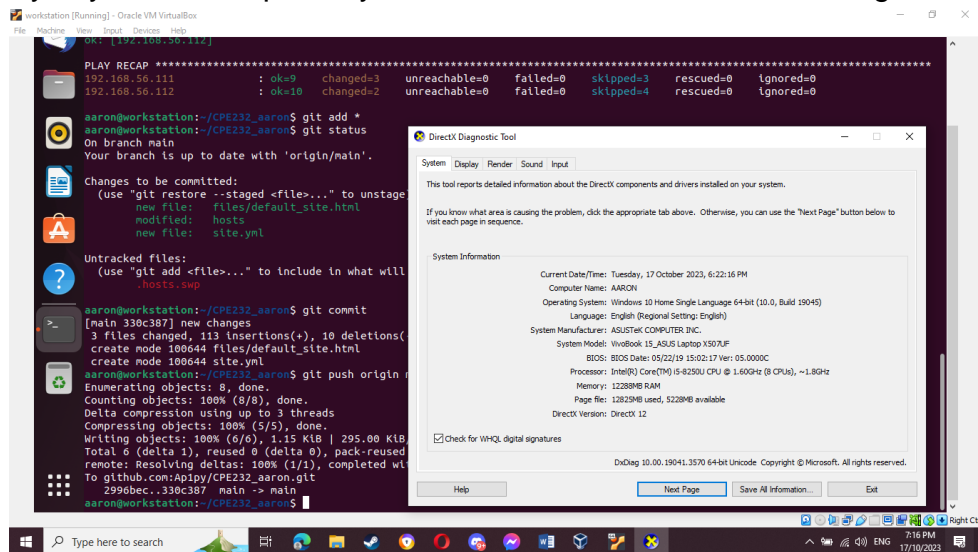 workstation [Running] - Oracle VM VirtualBox
File Machine View Input Devices Help
ok: [192.168.56.112]
PLAY RECAP *********************************************************************
192.168.56.111 : ok=9 changed=3 unreachable=0 failed=0 skipped=3 rescued=0 ignored=0
192.168.56.112 : ok=10 changed=2 unreachable=0 failed=0 skipped=4 rescued=0 ignored=0
aaron@workstation:~/CPE232_aaron$ git add *
aaron@workstation:~/CPE232_aaron$ git status
On branch main
Your branch is up to date with 'origin/main'.
Changes to be committed:
(use "git restore --staged <file>..." to unstage)
new file: files/default_site.html
modified: hosts
new file: site.yml
Untracked files:
(use "git add <file>..." to include in what will
.hosts.swp
aaron@workstation:~/CPE232_aaron$ git commit
[main 330c387] new changes
3 files changed, 113 insertions(+), 10 deletions(
create mode 100644 files/default_site.html
create mode 100644 site.yml
aaron@workstation:~/CPE232_aaron$ git push origin
Enumerating objects: 8, done.
Counting objects: 100% (8/8), done.
Delta compression using up to 3 threads
Compressing objects: 100% (5/5), done.
Writing objects: 100% (6/6), 1.15 KiB | 295.00 KiB/
Total 6 (delta 1), reused 0 (delta 0), pack-reused
remote: Resolving deltas: 100% (1/1), completed wi
To github.com:Ap1py/CPE232_aaron.git
2996bec..330c387 main -> main
aaron@workstation:~/CPE232_aaron$
DirectX Diagnostic Tool
System Display Render Sound Input
This tool reports detailed information about the DirectX components and drivers installed on your system.
If you know what area is causing the problem, click the appropriate tab above. Otherwise, you can use the "Next Page" button below to
visit each page in sequence.
System Information
Current Date/Time: Tuesday, 17 October 2023, 6:22:16 PM
Computer Name: AARON
Operating System: Windows 10 Home Single Language 64-bit (10.0, Build 19045)
Language: English (Regional Setting: English)
System Manufacturer: ASUSTeK COMPUTER INC.
System Model: VivoBook 15_ASUS Laptop X507UF
BIOS: BIOS Date: 05/22/19 15:02:17 Ver: 05.0000C
Processor: Intel(R) Core(TM) i5-8250U CPU @ 1.60GHz (8 CPUs), ~1.8GHz
Memory: 12288MB RAM
Page file: 12825MB used, 5228MB available
DirectX Version: DirectX 12
Check for WHQL digital signatures
DxDiag 10.00.19041.3570 64-bit Unicode Copyright © Microsoft. All rights reserved.
Help Next Page Save All Information... Exit
Right Ct
Type here to search
ENG
7:16 PM
17/10/2023